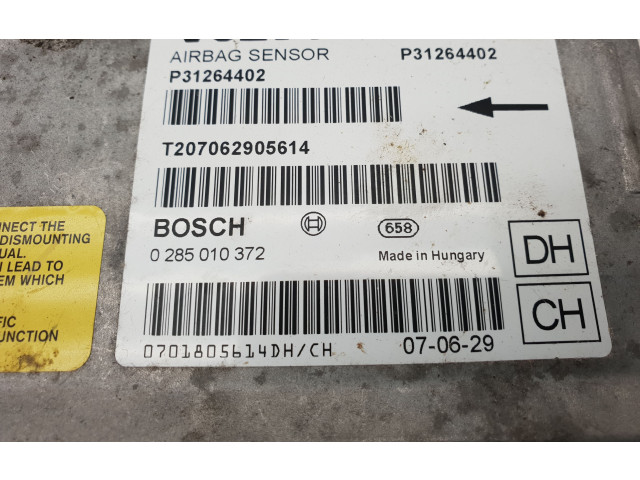 AIRBAG SENSOR P31264402
P31264402
T207062905614
BOSCH 658
0 285 010 372 Made in Hungary
DH
CH
0701805614DH/CH 07-06-29
NNECT THE
DISMOUNTING
UAL.
LEAD TO
EM WHICH
FIC
UNCTION